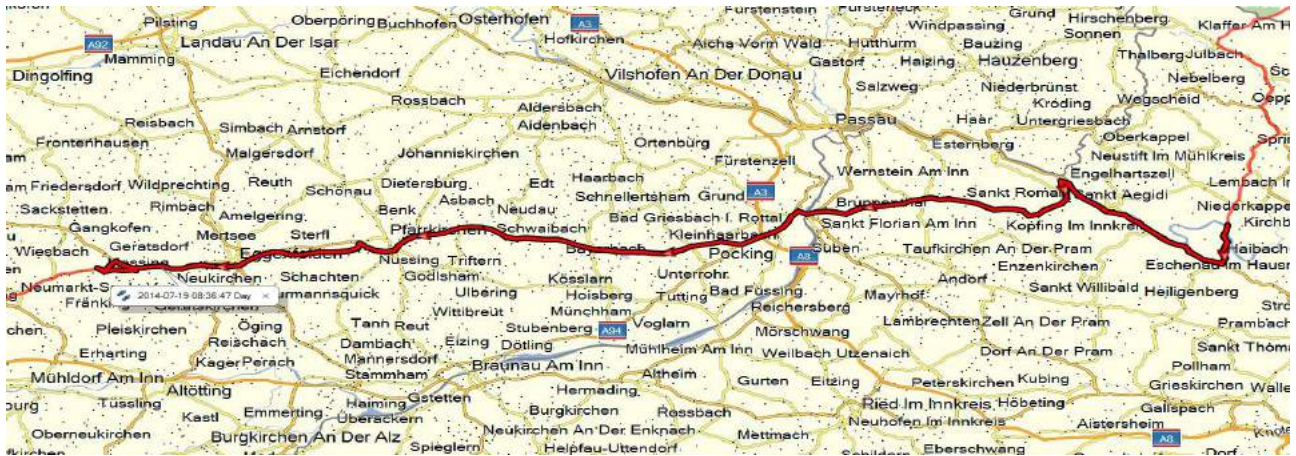 Pilsting
Oberpöring
Osterhofen
A3
Fürstenstein
Fürsteneck
Grund
Hirschenberg
Klaffer Am H
Buchhofen
Windpassing
Sonnen
A92
Landau An Der Isar
Hofkirchen
Aicha Vorm Wald
Hutthurm
Bauzing
Thalberg
Julbach
Mamming
Gastorf
Haizing
Hauzenberg
Nebelberg
Dingolfing
Eichendorf
Vilshofen An Der Donau
Salzweg
Niederbrünst
Wegscheid
Rossbach
Aldersbach
Kroding
Reisbach
Aidenbach
Passau
Haar
Untergriesbach
Simbach
Arnstorf
Oberkappel
Frontenhausen
Ortenburg
Esternberg
Malgersdorf
Johanniskirchen
Fürstenzell
Neustift Im Mühlkreis
Wernstein Am Inn
Engelhartszell
Friedersdorf
Wildprechting
Reuth
Dietersburg
Edt
Haarbach
A3
Lembach
Schönau
Asbach
Schnellertsham
Grund
Sankt Aegidi
Sackstetten
Rimbach
Amelgering
Benk
Neudau
Bad Griesbach I. Rottal
Sankt Florian Am Inn
Niederkappel
Gangkofen
Mertsee
Sterfl
Pfarrkirchen
Schwaibach
Kleinhaarbach
Kopfing Im Innkreis
Wiesbach
Geratsdorf
Nüssing
Triftern
Pocking
A8
Suben
Taufkirchen An Der Pram
Haibach
Neukirchen
Schachten
Godlsham
Kösslarn
Unterrohr
Enzenkirchen
Bad Füssing
Andorf
Sankt Willibald
Heiligenberg
2014-07-19 08:36:47 Day
Ulbering
Hoisberg
Tutting
Reichersberg
Mayrhof
Wittibreut
Münchham
Pleiskirchen
Öging
Tann
Reut
Stubenberg
A94
Voglarn
Lambrechten
Zell An Der Pram
Reischach
Dambach
Eizing
Dötling
Mörschwang
Erharting
Kager
Perach
Mannersdorf
Mühlheim Am Inn
Weilbach
Utzenaich
Dorf An Der Pram
Mühldorf Am Inn
Stammham
Braunau Am Inn
Altheim
Pollham
Altötting
Gurten
Eitzing
Peterskirchen
Kubing
Grieskirchen
Tüssling
Haiming
Gstetten
Hermading
Kastl
Emmerting
Überackern
Burgkirchen
Rossbach
Ried Im Innkreis
Höbeting
Gallspach
Oberneukirchen
Burgkirchen An Der Alz
Neukirchen An Der Enknach
Mettmach
Neuhofen Im Innkreis
Aistersheim
Spieglern
Helpfau-Uttendorf
Eberschwang
A8